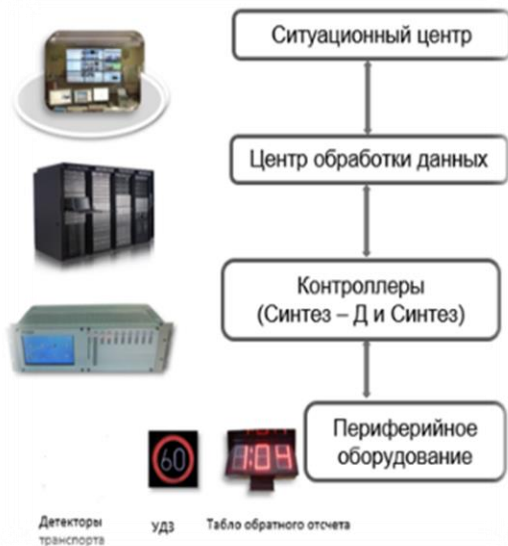 Ситуационный центр
Центр обработки данных
Контроллеры
(Синтез – Д и Синтез)
Периферийное
оборудование
60
1:04
Детекторы
транспорта
УДЗ
Табло обратного отсчета